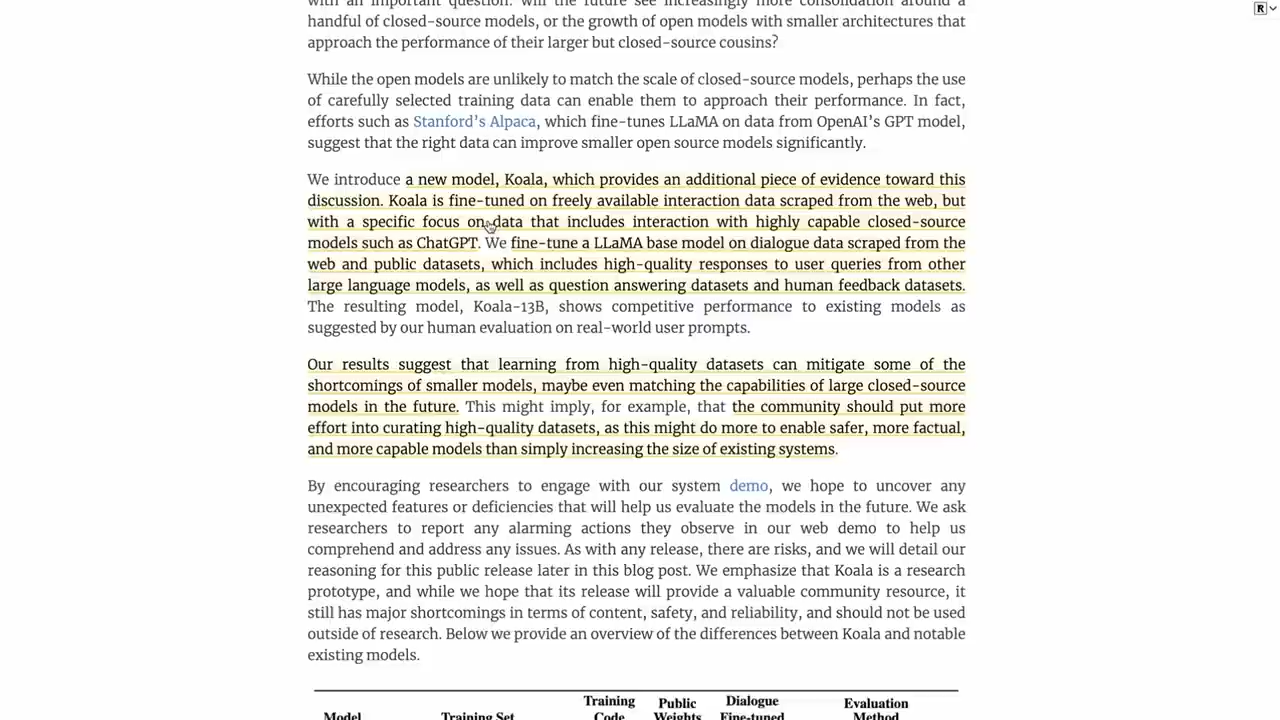 with an important question: Will the future see increasingly more consolidation around a
handful of closed-source models, or the growth of open models with smaller architectures that
approach the performance of their larger but closed-source cousins?
While the open models are unlikely to match the scale of closed-source models, perhaps the use
of carefully selected training data can enable them to approach their performance. In fact,
efforts such as Stanford's Alpaca, which fine-tunes LLaMA on data from OpenAI's GPT model,
suggest that the right data can improve smaller open source models significantly.
We introduce a new model, Koala, which provides an additional piece of evidence toward this
discussion. Koala is fine-tuned on freely available interaction data scraped from the web, but
with a specific focus on data that includes interaction with highly capable closed-source
models such as ChatGPT. We fine-tune a LLaMA base model on dialogue data scraped from the
web and public datasets, which includes high-quality responses to user queries from other
large language models, as well as question answering datasets and human feedback datasets.
The resulting model, Koala-13B, shows competitive performance to existing models as
suggested by our human evaluation on real-world user prompts.
Our results suggest that learning from high-quality datasets can mitigate some of the
shortcomings of smaller models, maybe even matching the capabilities of large closed-source
models in the future. This might imply, for example, that the community should put more
effort into curating high-quality datasets, as this might do more to enable safer, more factual,
and more capable models than simply increasing the size of existing systems.
By encouraging researchers to engage with our system demo, we hope to uncover any
unexpected features or deficiencies that will help us evaluate the models in the future. We ask
researchers to report any alarming actions they observe in our web demo to help us
comprehend and address any issues. As with any release, there are risks, and we will detail our
reasoning for this public release later in this blog post. We emphasize that Koala is a research
prototype, and while we hope that its release will provide a valuable community resource, it
still has major shortcomings in terms of content, safety, and reliability, and should not be used
outside of research. Below we provide an overview of the differences between Koala and notable
existing models.
Training Public Dialogue Evaluation
Model Training Set Code Weights Fine-tuned Method
R